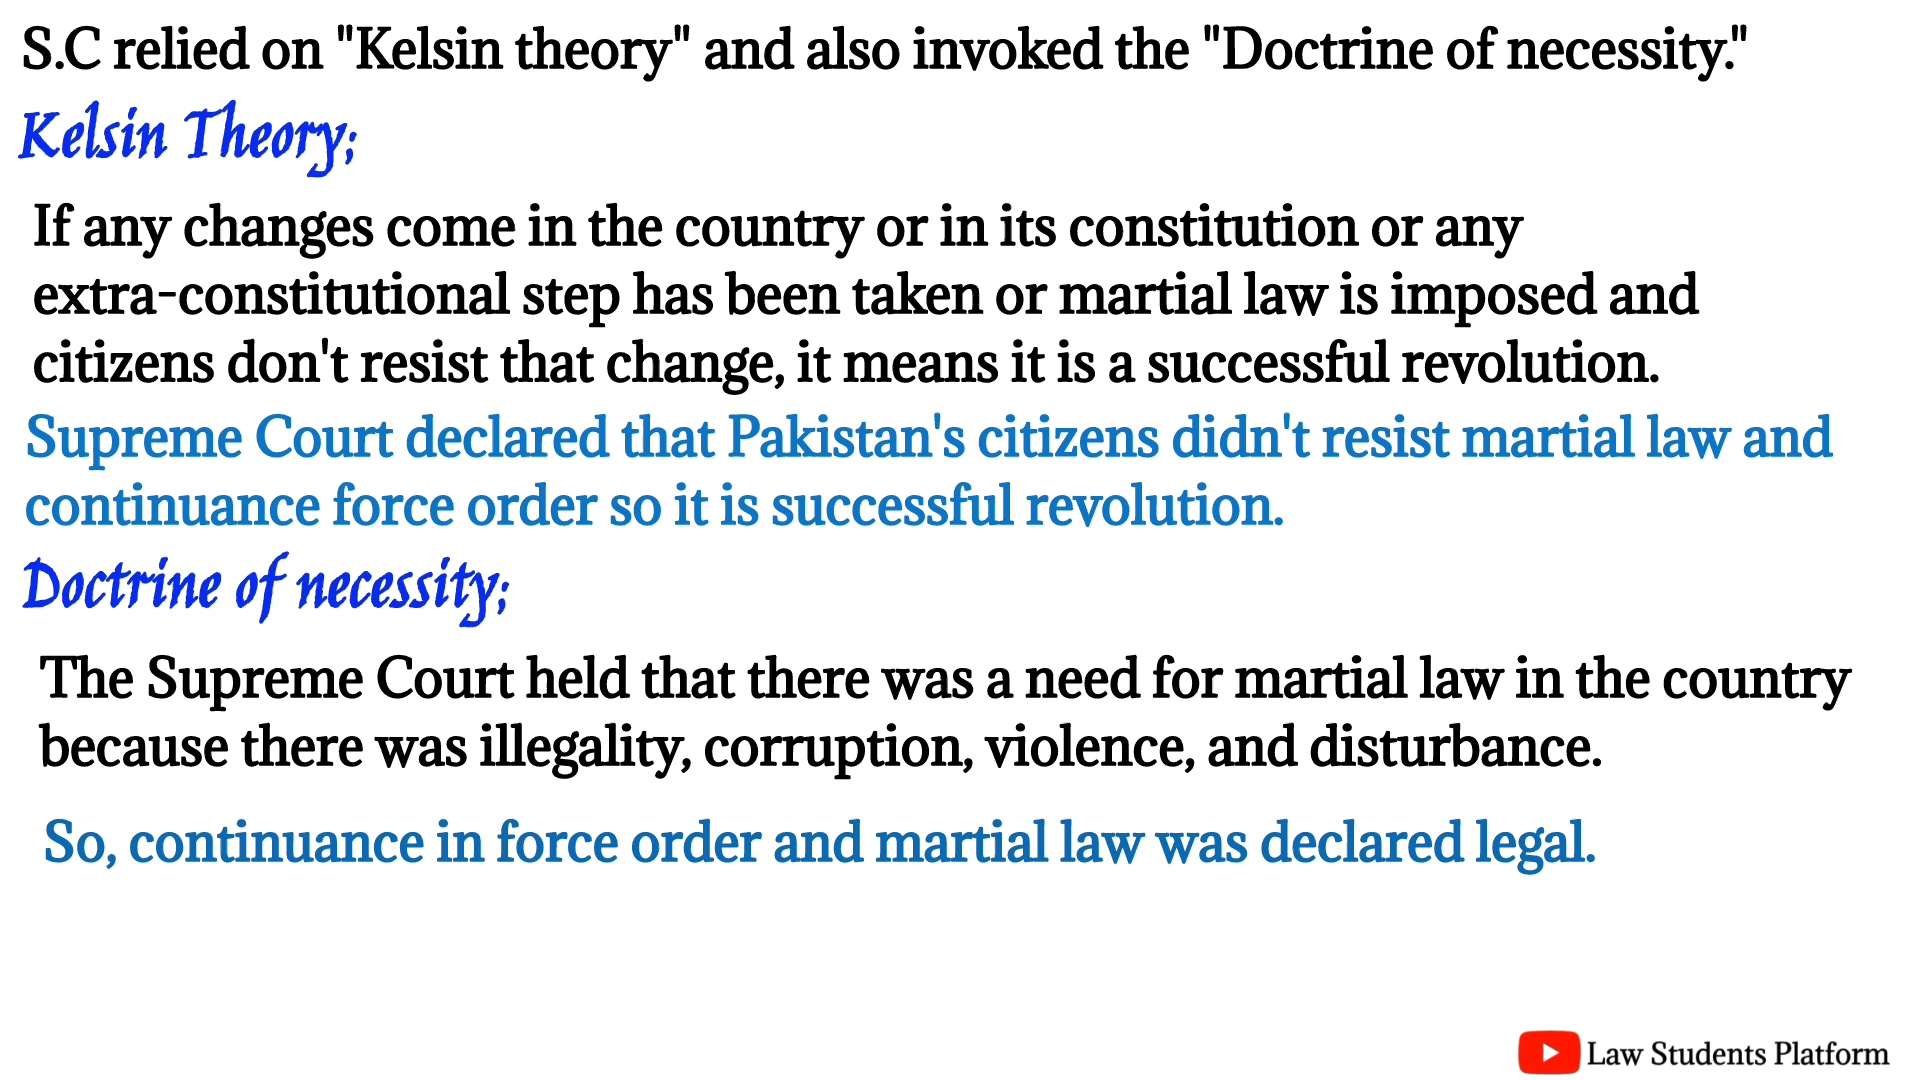 S.C relied on "Kelsin theory" and also invoked the "Doctrine of necessity."
Kelsin Theory;
If any changes come in the country or in its constitution or any
extra-constitutional step has been taken or martial law is imposed and
citizens don't resist that change, it means it is a successful revolution.
Supreme Court declared that Pakistan's citizens didn't resist martial law and
continuance force order so it is successful revolution.
Doctrine of necessity;
The Supreme Court held that there was a need for martial law in the country
because there was illegality, corruption, violence, and disturbance.
So, continuance in force order and martial law was declared legal.
Law Students Platform